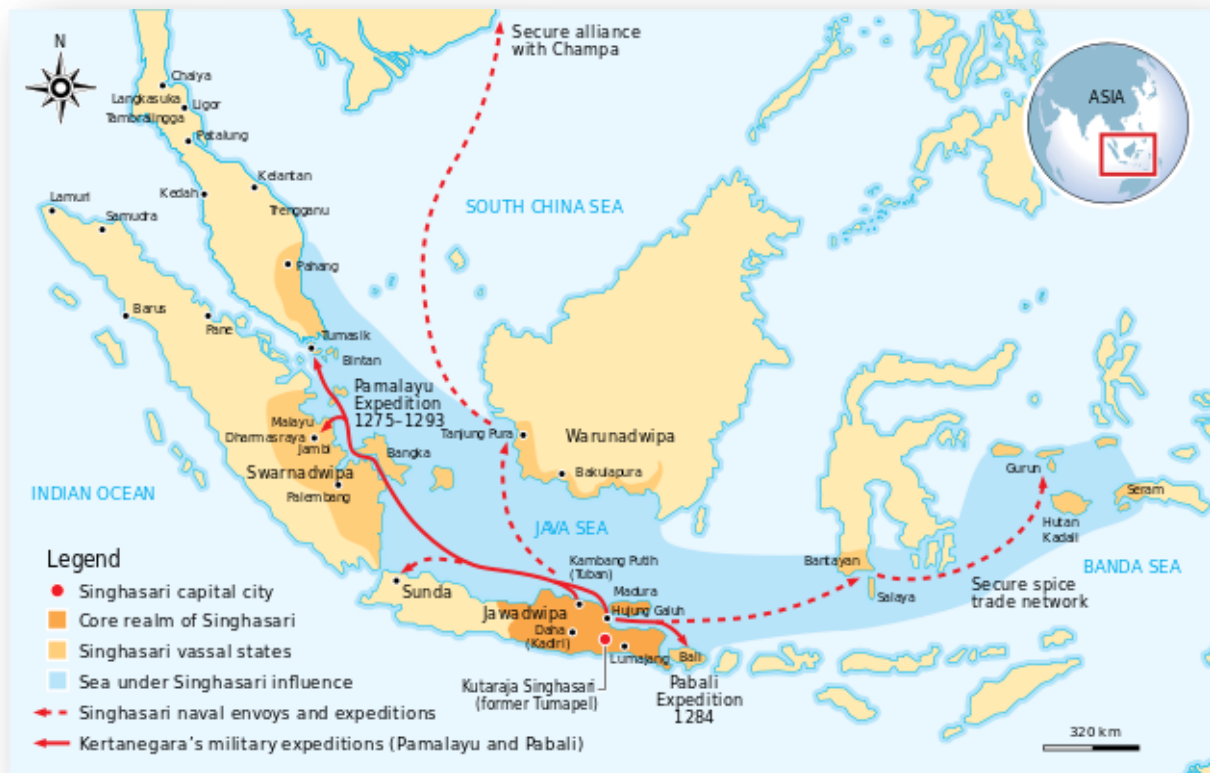 Secure alliance
with Champa
N
ASIA
Chaiya
Langkasuka
Ligor
Tambralingga
Patalung
Kedah
Kelantan
Trengganu
Lamuri
Samudra
SOUTH CHINA SEA
Pahang
Barus
Pane
Tumasik
Bintan
Pamalayu
Expedition
1275–1293
Malayu
Dharmasraya
Jambi
Bangka
Swarnadwipa
Palembang
Tanjung Pura
Warunadwipa
Bakulapura
Gurun
Seram
Hutan
Kadali
INDIAN OCEAN
JAVA SEA
BANDA SEA
Kambang Putih
(Tuban)
Bantayan
Salaya
Secure spice
trade network
Sunda
Madura
Jawadwipa
Hujung Galuh
Daha
(Kadiri)
Lumajang
Bali
Kutaraja Singhasari
(former Tumapel)
Pabali
Expedition
1284
Legend
Singhasari capital city
Core realm of Singhasari
Singhasari vassal states
Sea under Singhasari influence
Singhasari naval envoys and expeditions
Kertanegara's military expeditions (Pamalayu and Pabali)
320 km